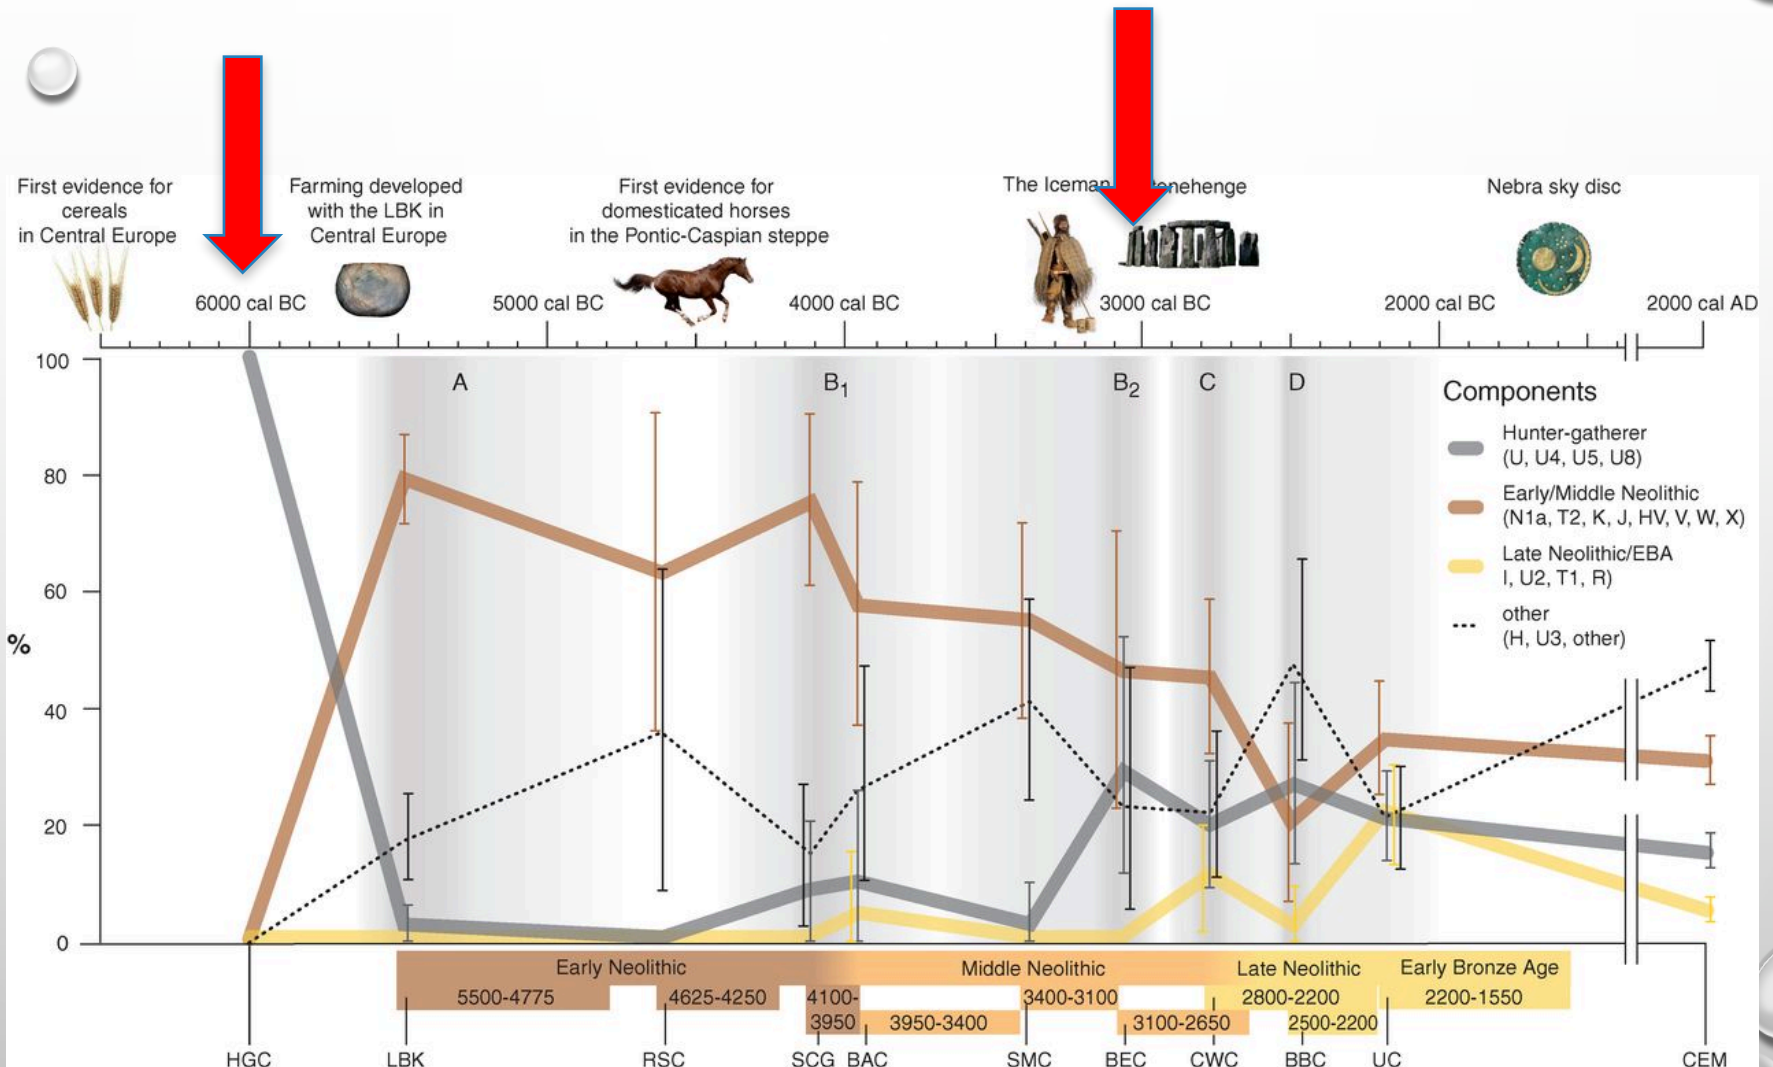 First evidence for
cereals
in Central Europe
Farming developed
with the LBK in
Central Europe
First evidence for
domesticated horses
in the Pontic-Caspian steppe
The Iceman
onehenge
Nebra sky disc
6000 cal BC
5000 cal BC
4000 cal BC
3000 cal BC
2000 cal BC
2000 cal AD
100
80
60
%
40
20
0
A
B1
B2
C
D
Components
Hunter-gatherer
(U, U4, U5, U8)
Early/Middle Neolithic
(N1a, T2, K, J, HV, V, W, X)
Late Neolithic/EBA
I, U2, T1, R)
other
(H, U3, other)
Early Neolithic
Middle Neolithic
Late Neolithic
Early Bronze Age
5500-4775
4625-4250
4100-
3950
3400-3100
2800-2200
2200-1550
3950-3400
3100-2650
2500-2200
HGC
LBK
RSC
SCG
BAC
SMC
BEC
CWC
BBC
UC
CEM